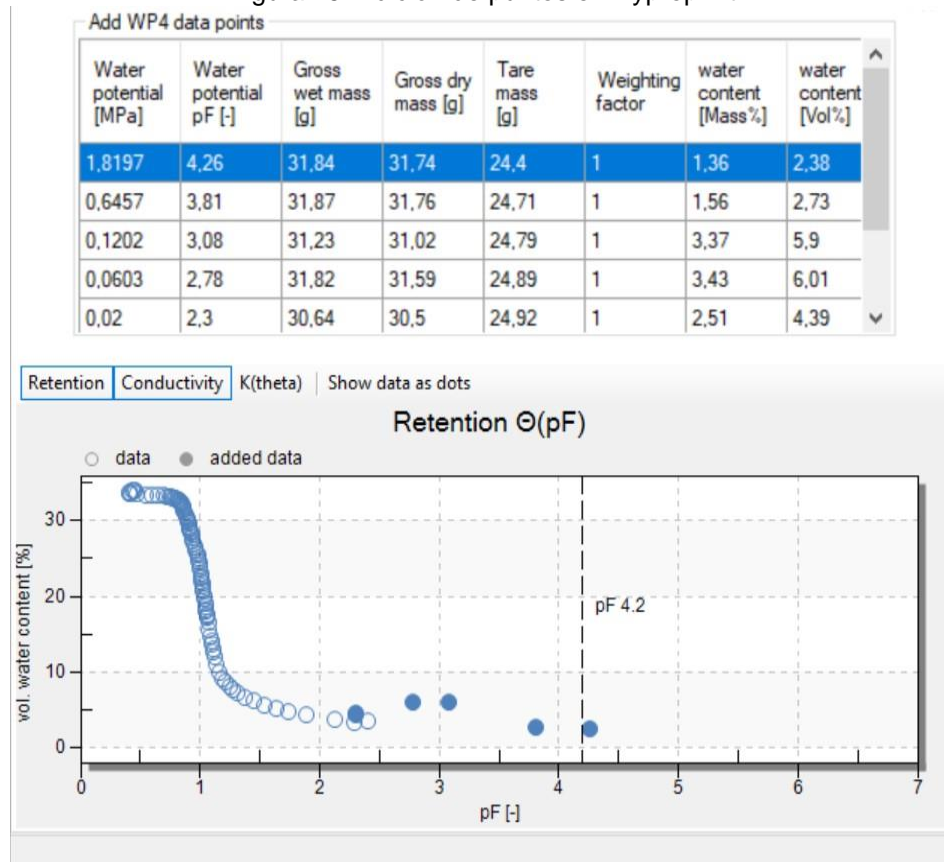 Add WP4 data points
Water potential [MPa] Water potential pF [-] Gross wet mass [g] Gross dry mass [g] Tare mass [g] Weighting factor water content [Mass%] water content [Vol%]
1,8197 4,26 31,84 31,74 24,4 1 1,36 2,38
0,6457 3,81 31,87 31,76 24,71 1 1,56 2,73
0,1202 3,08 31,23 31,02 24,79 1 3,37 5,9
0,0603 2,78 31,82 31,59 24,89 1 3,43 6,01
0,02 2,3 30,64 30,5 24,92 1 2,51 4,39
Retention Conductivity K(theta) Show data as dots
Retention Θ(pF)
data added data
vol. water content [%]
30
20
10
0
pF 4.2
0 1 2 3 4 5 6 7
pF [-]